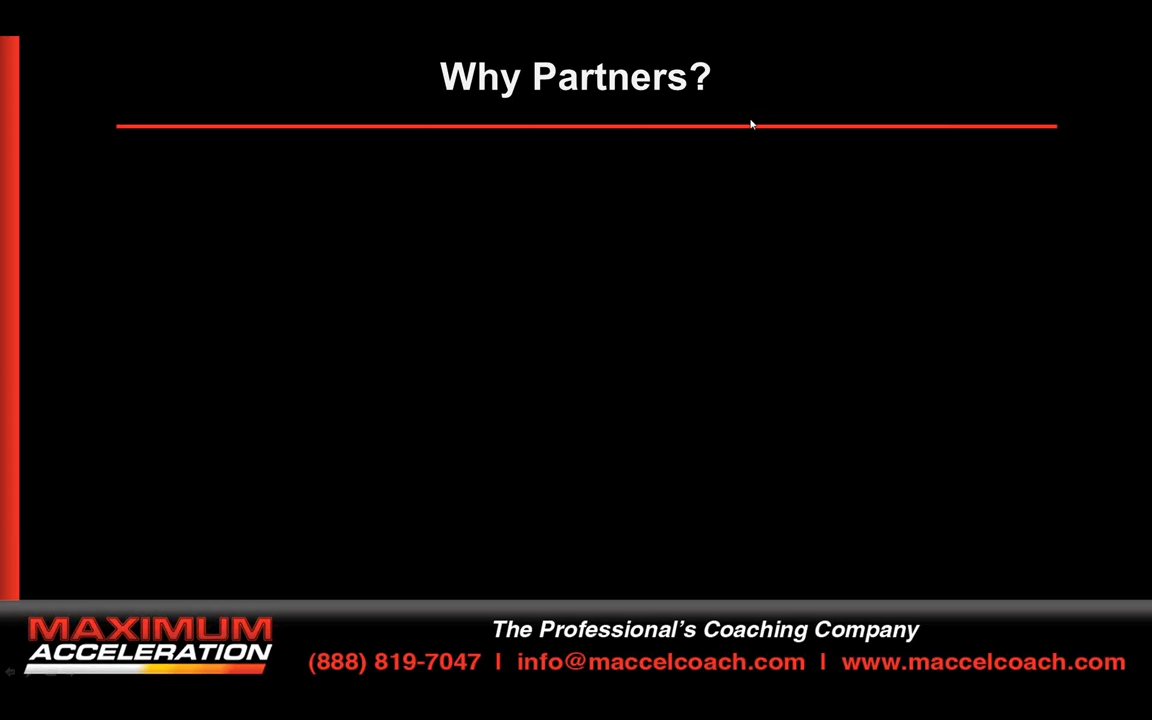 Why Partners?
MAXIMUM
ACCELERATION
The Professional's Coaching Company
(888) 819-7047 | info@maccelcoach.com | www.maccelcoach.com